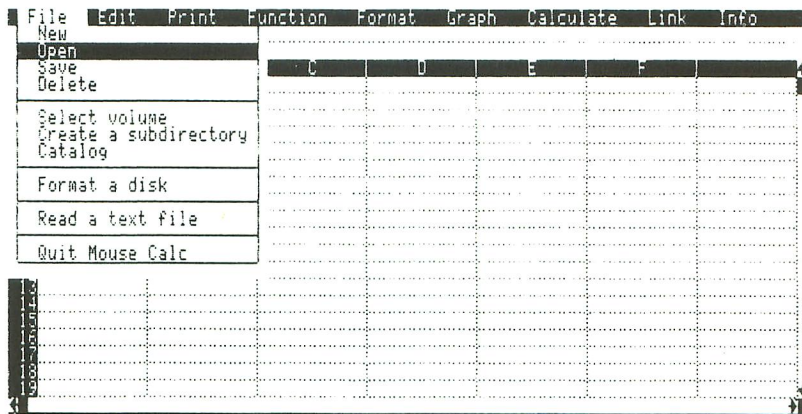 File Edit Print Function Format Graph Calculate Link Info
New
Open
Save
Delete
Select volume
Create a subdirectory
Catalog
Format a disk
Read a text file
Quit Mouse Calc
C D E F
13
14
15
16
17
18
19